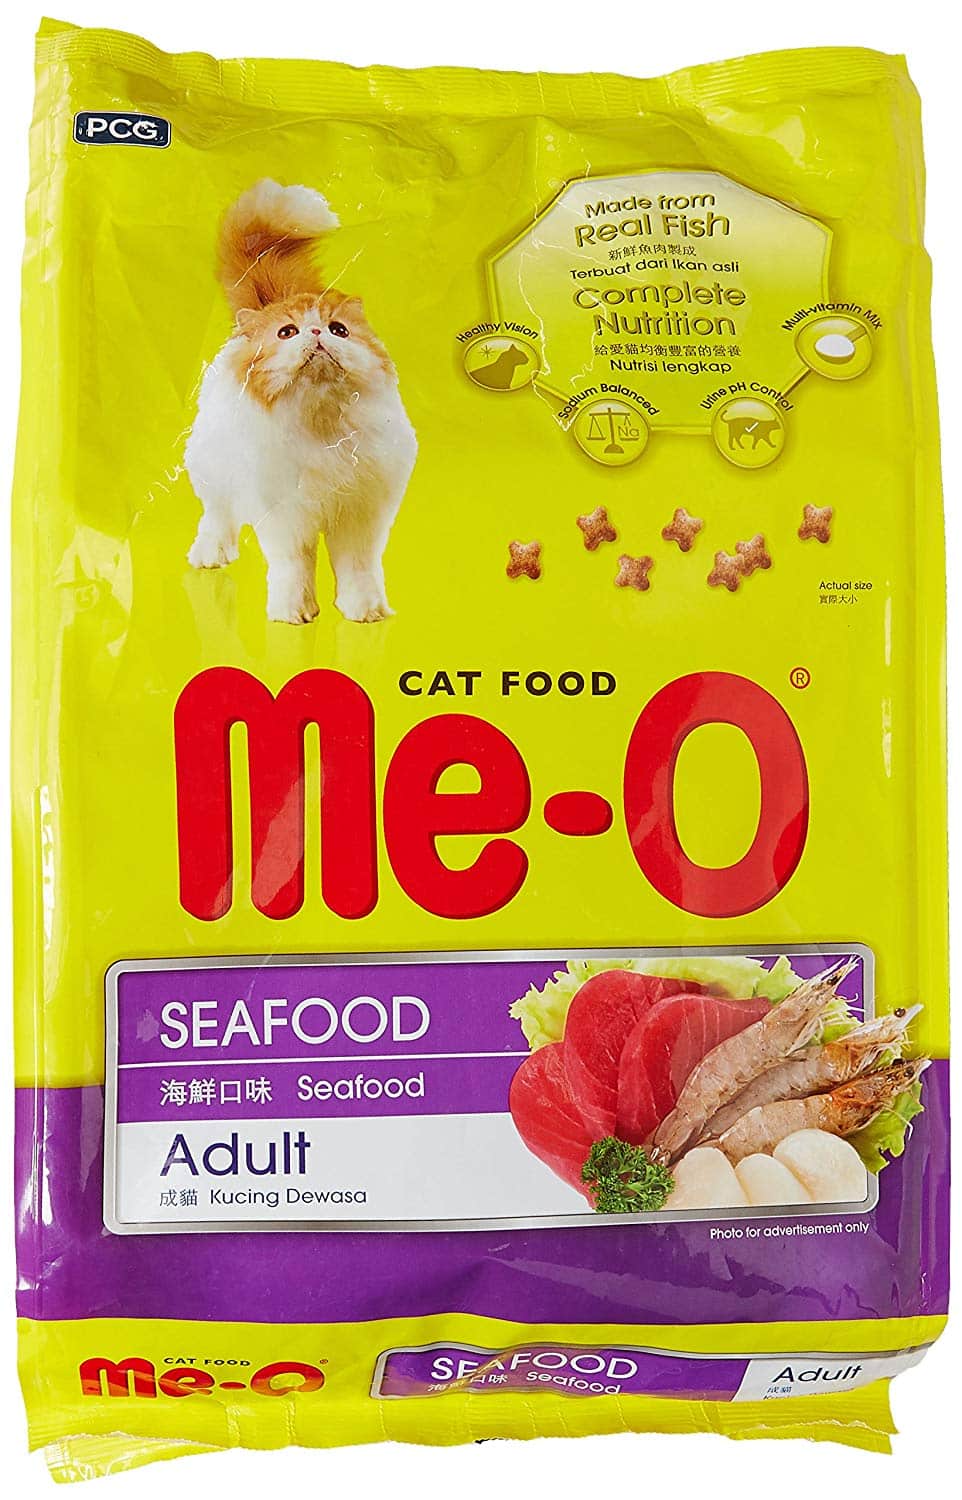 PCG
Made from
Real Fish
新鮮魚肉製成
Terbuat dari Ikan asli
Complete
Nutrition
給愛貓均衡豐富的營養
Nutrisi lengkap
Healthy Vision
Sodium Balanced
Na
Urine pH Control
Multi-vitamin Mix
Actual size
實際大小
CAT FOOD
Me-O®
SEAFOOD
海鮮口味 Seafood
Adult
成貓 Kucing Dewasa
Photo for advertisement only
CAT FOOD
Me-O®
SEAFOOD
海鮮口味 Seafood
Adult
成貓